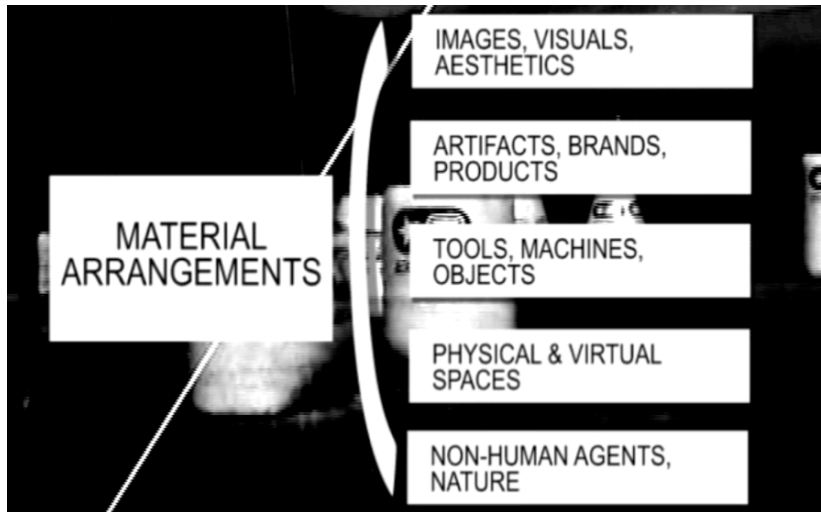 MATERIAL
ARRANGEMENTS
IMAGES, VISUALS,
AESTHETICS
ARTIFACTS, BRANDS,
PRODUCTS
TOOLS, MACHINES,
OBJECTS
PHYSICAL & VIRTUAL
SPACES
NON-HUMAN AGENTS,
NATURE